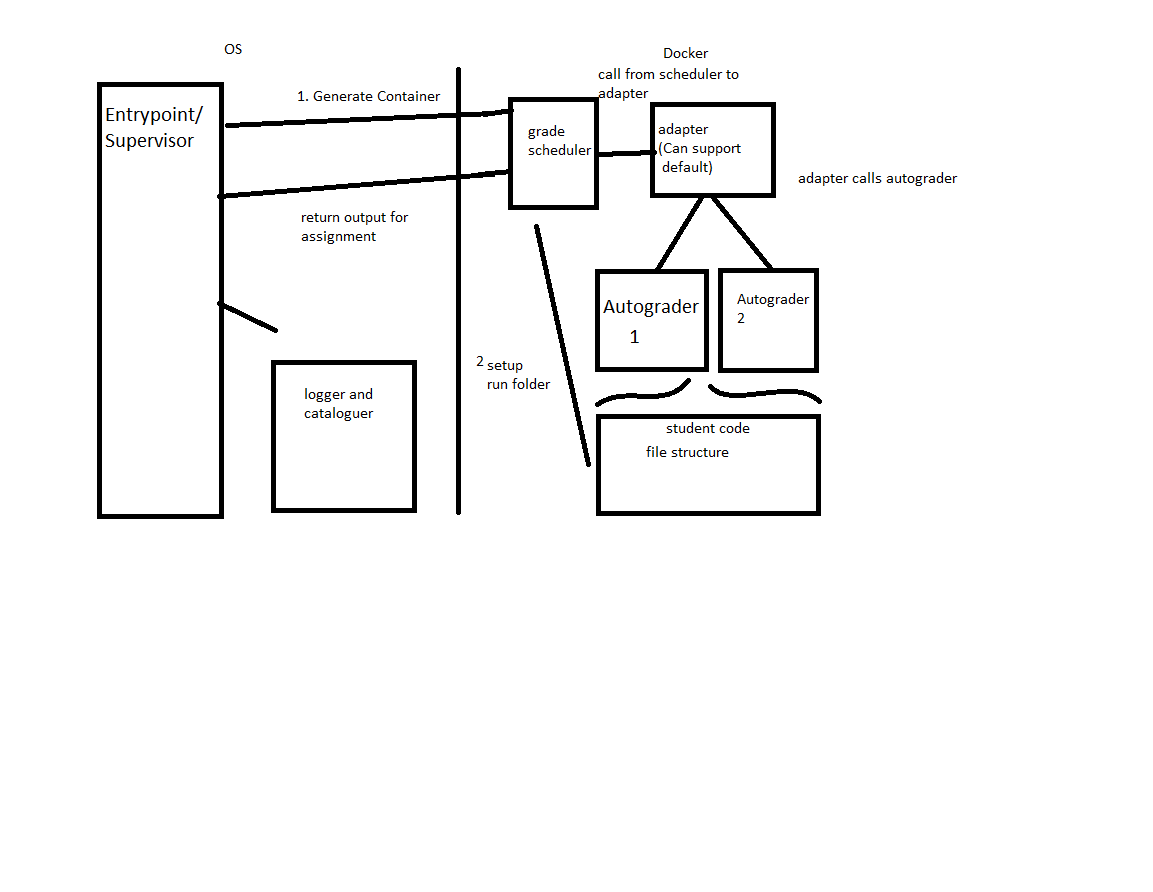 OS
Docker
call from scheduler to
adapter
1. Generate Container
Entrypoint/
Supervisor
grade
scheduler
adapter
(Can support
default)
adapter calls autograder
return output for
assignment
Autograder
1
Autograder
2
2 setup
run folder
logger and
cataloguer
student code
file structure